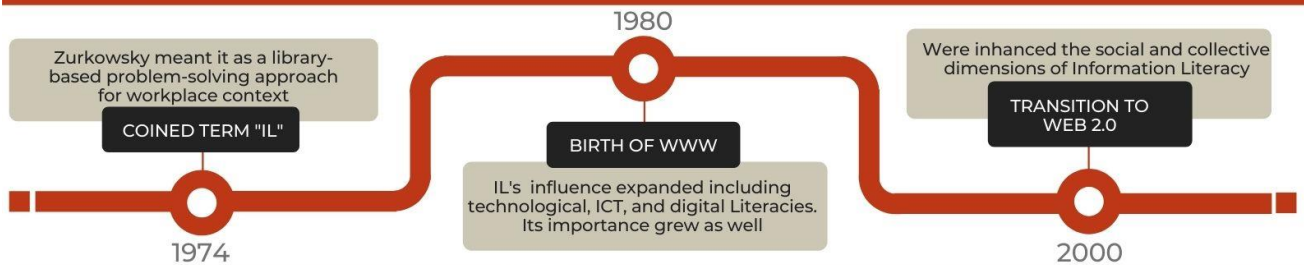 Zurkowsky meant it as a library-
based problem-solving approach
for workplace context
COINED TERM "IL"
1974
1980
BIRTH OF WWW
IL's influence expanded including
technological, ICT, and digital Literacies.
Its importance grew as well
Were inhanced the social and collective
dimensions of Information Literacy
TRANSITION TO
WEB 2.0
2000